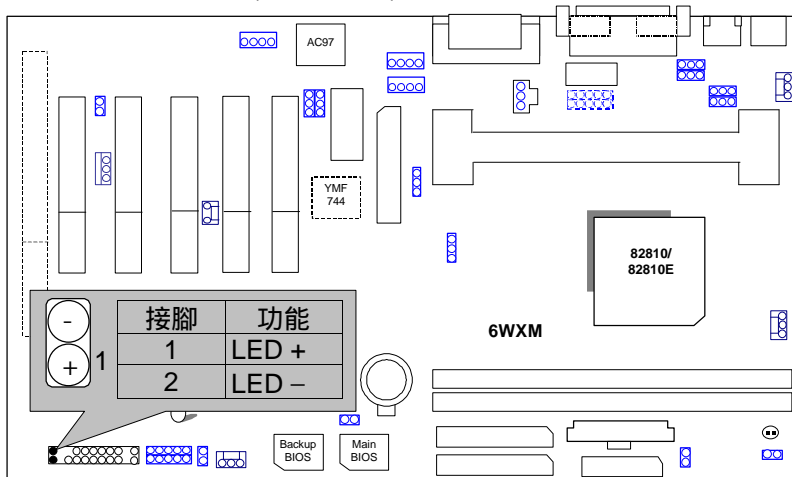 AC97
YMF
744
82810/
82810E
6WXM
接腳 功能
1 LED +
2 LED –
-
+
1
Backup
BIOS
Main
BIOS